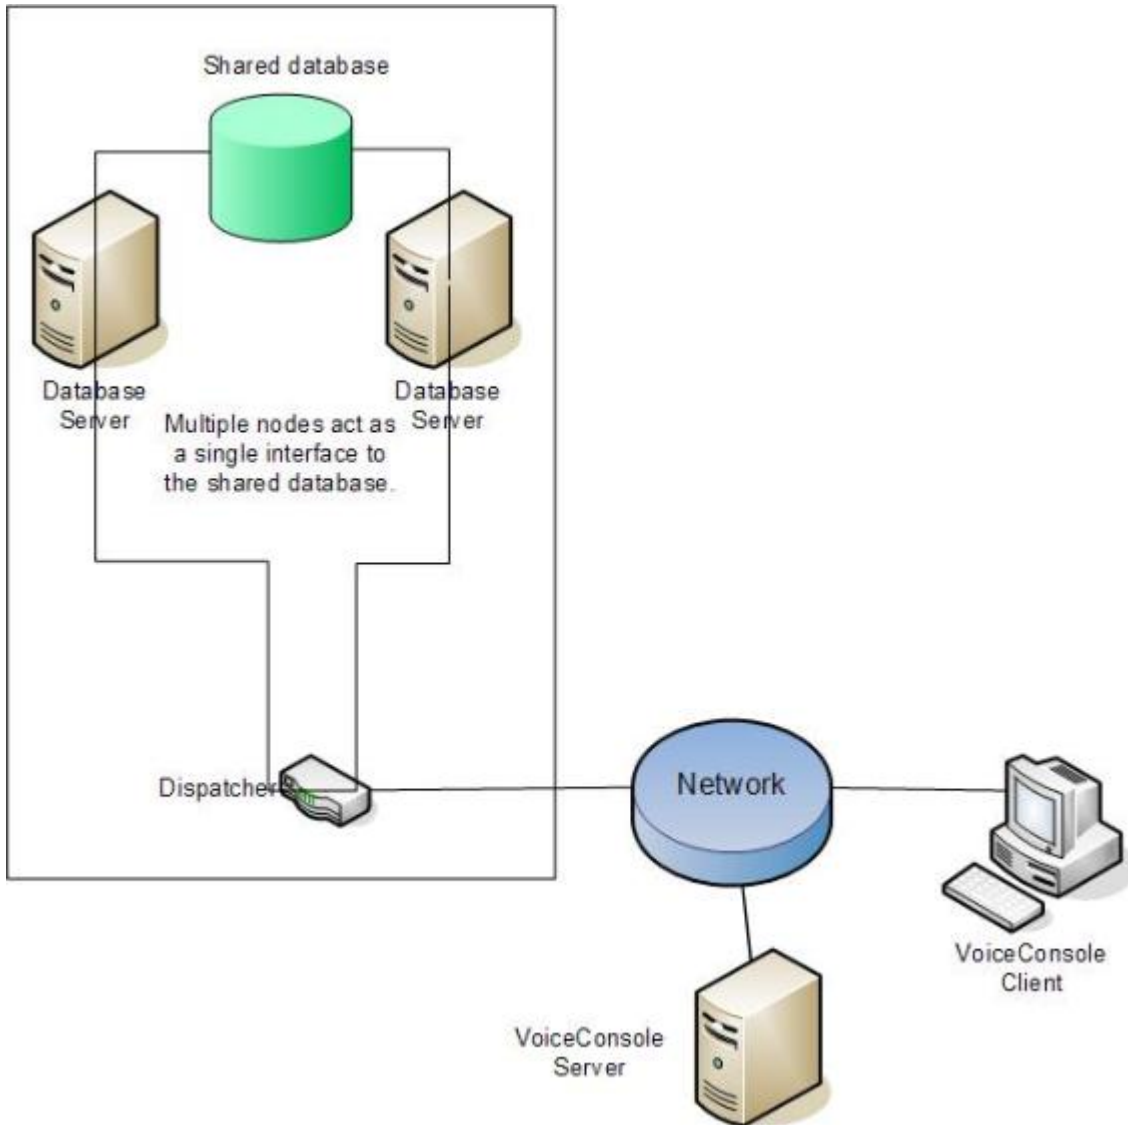 Shared database
Database
Server
Database
Server
Multiple nodes act as
a single interface to
the shared database.
Dispatcher
Network
VoiceConsole
Client
VoiceConsole
Server